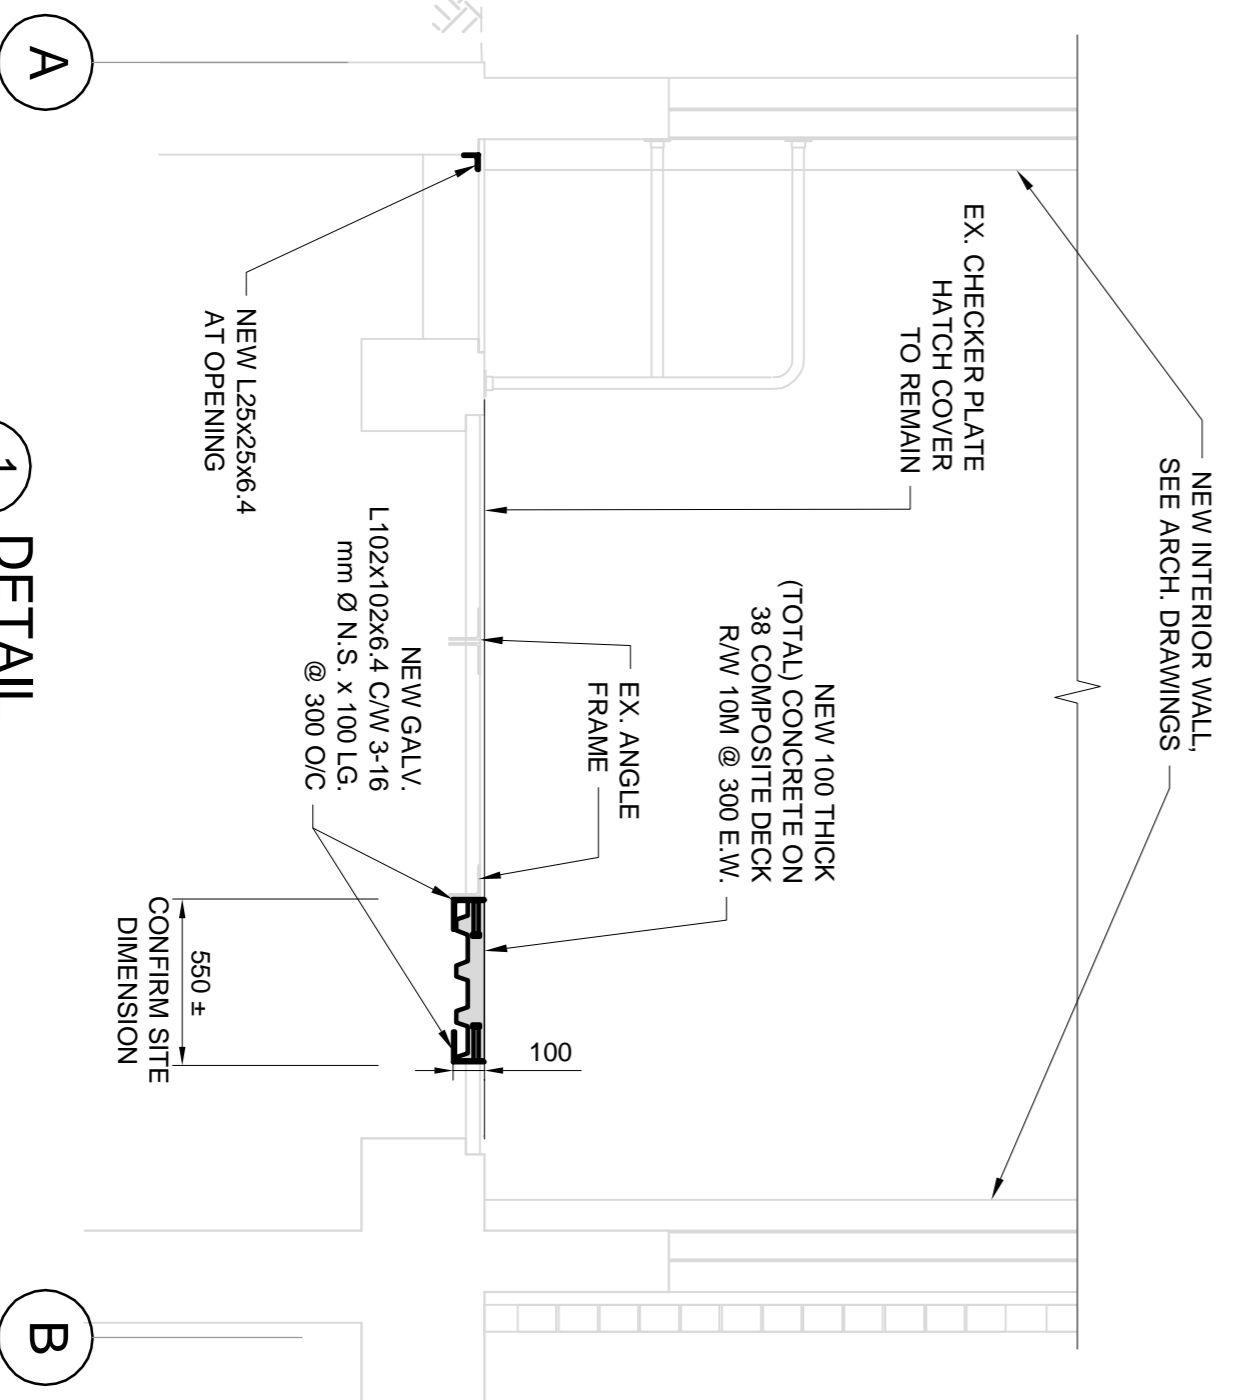 NEW INTERIOR WALL,
SEE ARCH. DRAWINGS
EX. CHECKER PLATE
HATCH COVER
TO REMAIN
NEW 100 THICK
(TOTAL) CONCRETE ON
38 COMPOSITE DECK
R/W 10M @ 300 E.W.
EX. ANGLE
FRAME
100
NEW GALV.
L102x102x6.4 C/W 3-16
mm Ø N.S. x 100 LG.
@ 300 O/C
NEW L25x25x6.4
AT OPENING
550 ±
CONFIRM SITE
DIMENSION
A
B
1
DETAIL